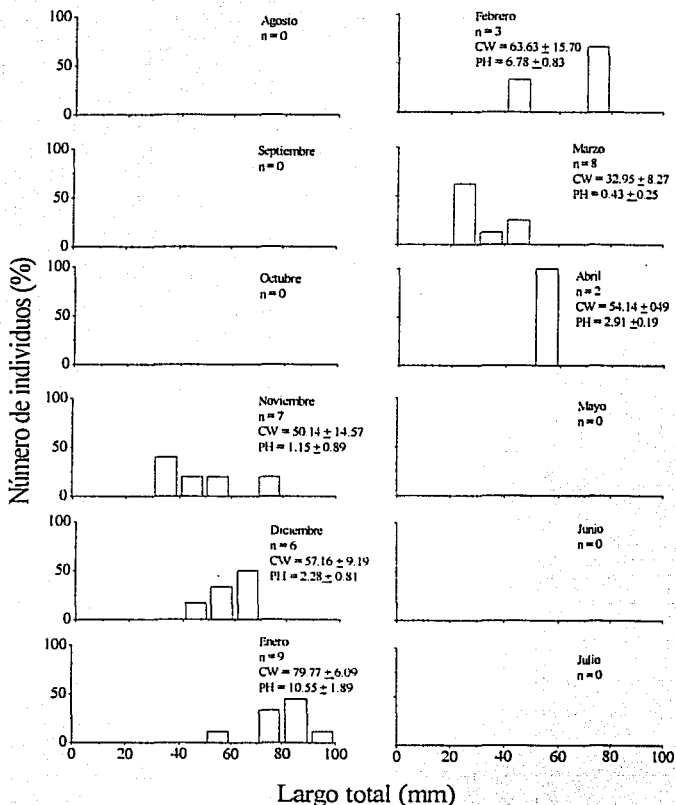 Número de individuos (%)
100
50
0
Agosto
n = 0
100
50
0
Septiembre
n = 0
100
50
0
Octubre
n = 0
100
50
0
Noviembre
n = 7
CW = 50.14 ± 14.57
PH = 1.15 ± 0.89
100
50
0
Diciembre
n = 6
CW = 57.16 ± 9.19
PH = 2.28 ± 0.81
100
50
0
Enero
n = 9
CW = 79.77 ± 6.09
PH = 10.55 ± 1.89
0 20 40 60 80 100
Febrero
n = 3
CW = 63.63 ± 15.70
PH = 6.78 ± 0.83
Marzo
n = 8
CW = 32.95 ± 8.27
PH = 0.43 ± 0.25
Abril
n = 2
CW = 54.14 ± 049
PH = 2.91 ± 0.19
Mayo
n = 0
Junio
n = 0
Julio
n = 0
0 20 40 60 80 100
Largo total (mm)